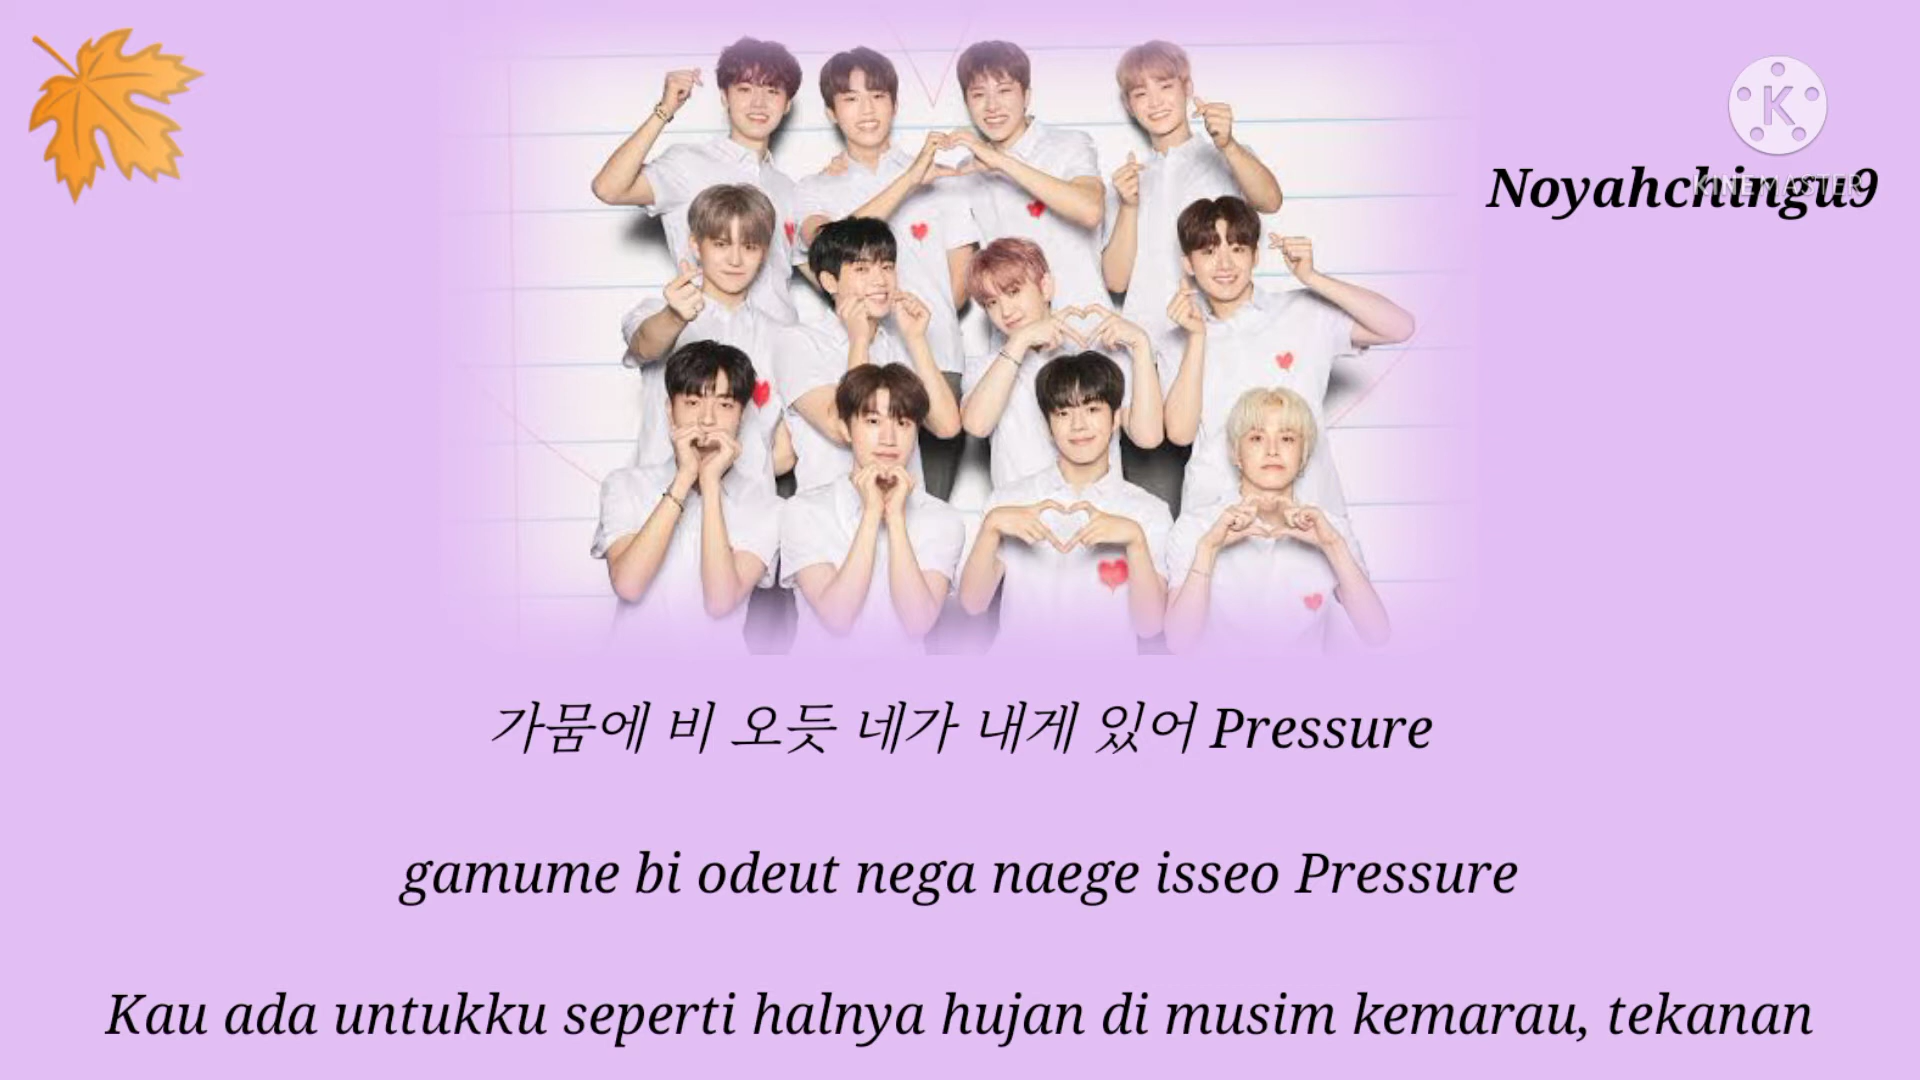 K
KINEMASTER
Noyahchingu9
가뭄에 비 오듯 네가 내게 있어 Pressure
gamume bi odeut nega naege isseo Pressure
Kau ada untukku seperti halnya hujan di musim kemarau, tekanan